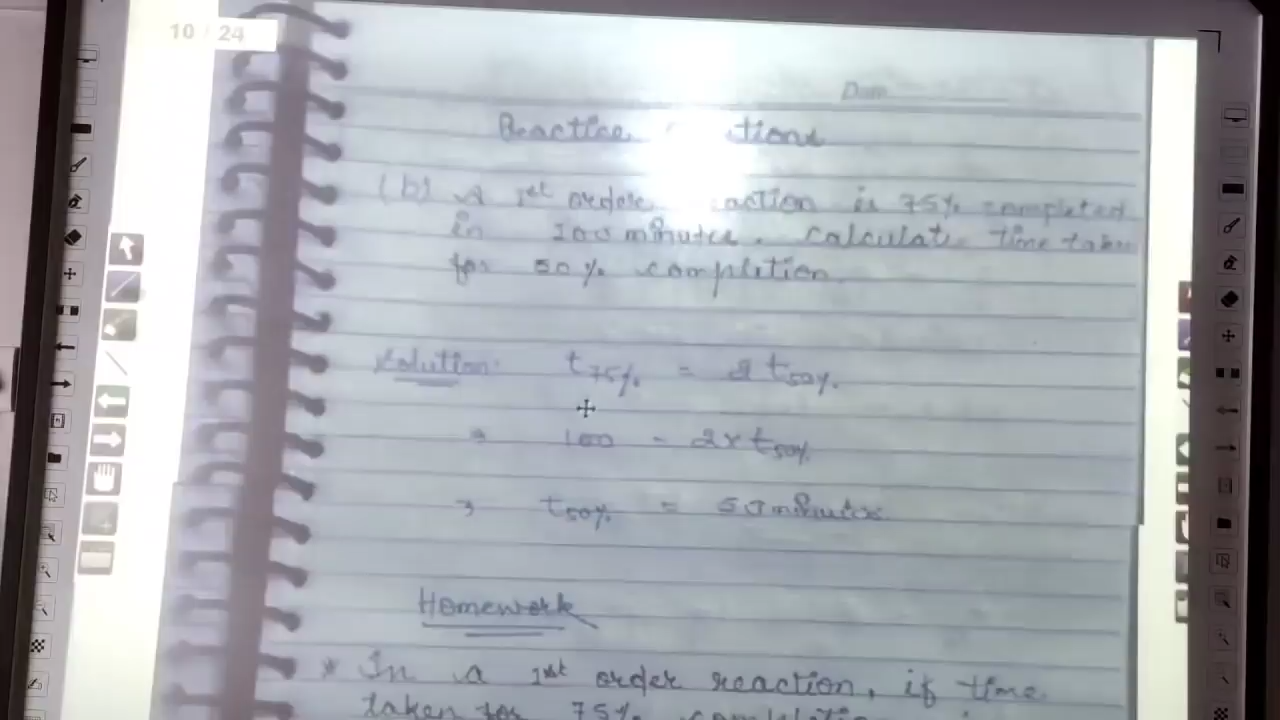 10 / 24
Date
Practice
(b) A 1st order reaction is 75% completed
in 100 minutes. Calculate time taken
for 50% completion.
Solution: t75% = 2 t50%
⇒ 100 = 2 x t50%
⇒ t50% = 50 minutes
Homework
* In a 1st order reaction, if time
taken for 75% completion